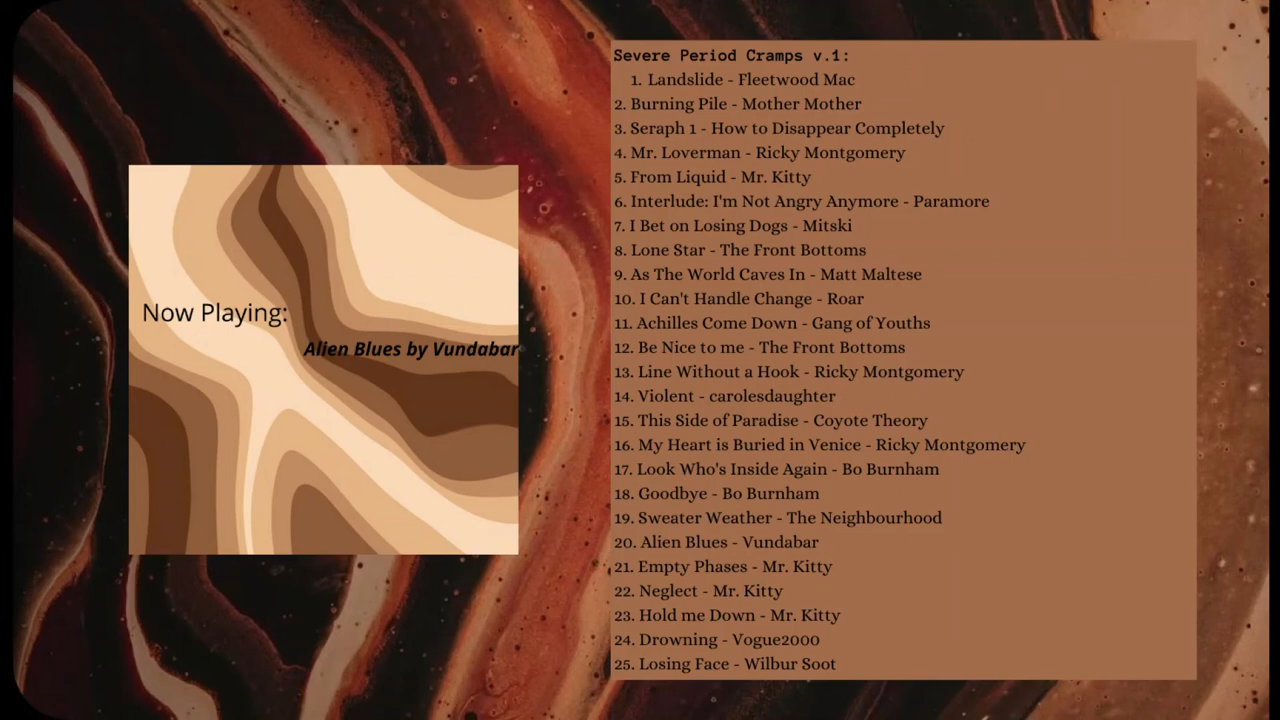 Now Playing:
Alien Blues by Vundabar
Severe Period Cramps v.1:
1. Landslide - Fleetwood Mac
2. Burning Pile - Mother Mother
3. Seraph 1 - How to Disappear Completely
4. Mr. Loverman - Ricky Montgomery
5. From Liquid - Mr. Kitty
6. Interlude: I'm Not Angry Anymore - Paramore
7. I Bet on Losing Dogs - Mitski
8. Lone Star - The Front Bottoms
9. As The World Caves In - Matt Maltese
10. I Can't Handle Change - Roar
11. Achilles Come Down - Gang of Youths
12. Be Nice to me - The Front Bottoms
13. Line Without a Hook - Ricky Montgomery
14. Violent - carolesdaughter
15. This Side of Paradise - Coyote Theory
16. My Heart is Buried in Venice - Ricky Montgomery
17. Look Who's Inside Again - Bo Burnham
18. Goodbye - Bo Burnham
19. Sweater Weather - The Neighbourhood
20. Alien Blues - Vundabar
21. Empty Phases - Mr. Kitty
22. Neglect - Mr. Kitty
23. Hold me Down - Mr. Kitty
24. Drowning - Vogue2000
25. Losing Face - Wilbur Soot